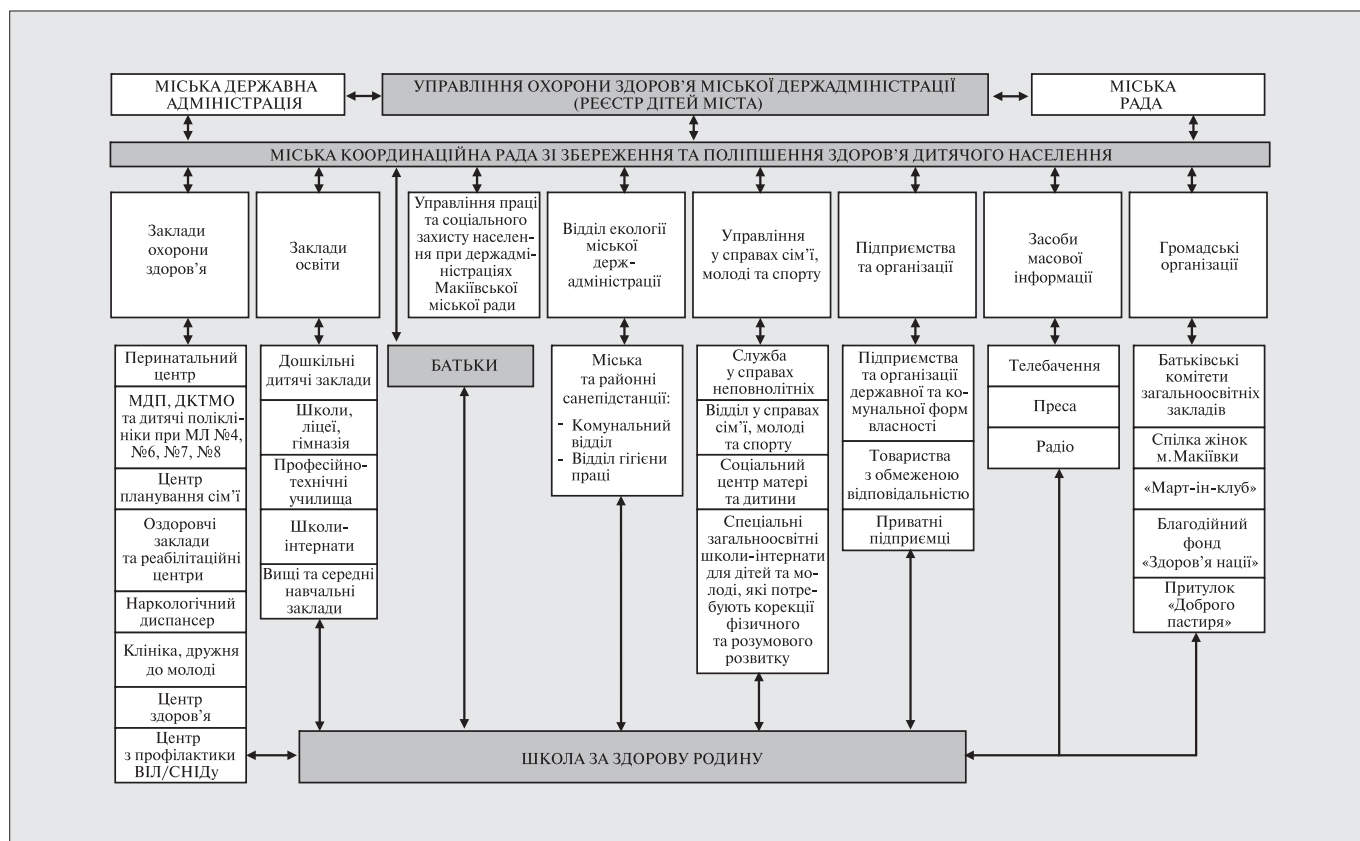 МІСЬКА ДЕРЖАВНА
АДМІНІСТРАЦІЯ
УПРАВЛІННЯ ОХОРОНИ ЗДОРОВ'Я МІСЬКОЇ ДЕРЖАДМІНІСТРАЦІЇ
(РЕЄСТР ДІТЕЙ МІСТА)
МІСЬКА
РАДА
МІСЬКА КООРДИНАЦІЙНА РАДА ЗІ ЗБЕРЕЖЕННЯ ТА ПОЛІПШЕННЯ ЗДОРОВ'Я ДИТЯЧОГО НАСЕЛЕННЯ
Заклади
охорони
здоров'я
Заклади
освіти
Управління праці
та соціального
захисту населен-
ня при держадмі-
ністраціях
Макіївської
міської ради
Відділ екології
міської
держ-
адміністрації
Управління
у справах сім'ї,
молоді та спорту
Підприємства
та організації
Засоби
масової
інформації
Громадські
організації
Перинатальний
центр
МДП, ДКТМО
та дитячі поліклі-
ніки при МЛ №4,
№6, №7, №8
Центр
планування сім'ї
Оздоровчі
заклади
та реабілітаційні
центри
Наркологічний
диспансер
Клініка, дружня
до молоді
Центр
здоров'я
Центр
з профілактики
ВІЛ/СНІДу
Дошкільні
дитячі заклади
Школи,
ліцеї,
гімназія
Професійно-
технічні
училища
Школи-
інтернати
Вищі та середні
навчальні
заклади
БАТЬКИ
Міська
та районні
санепідстанції:
- Комунальний
відділ
- Відділ гігієни
праці
Служба
у справах
неповнолітніх
Відділ у справах
сім'ї, молоді
та спорту
Соціальний
центр матері
та дитини
Спеціальні
загальноосвітні
школи-інтернати
для дітей та мо-
лоді, які потре-
бують корекції
фізичного
та розумового
розвитку
Підприємства
та організації
державної та ко-
мунальної форм
власності
Товариства
з обмеженою
відповідальністю
Приватні
підприємці
Телебачення
Преса
Радіо
Батьківські
комітети
загальноосвітніх
закладів
Спілка жінок
м. Макіївки
«Март-ін-клуб»
Благодійний
фонд
«Здоров'я нації»
Притулок
«Доброго
пастиря»
ШКОЛА ЗА ЗДОРОВУ РОДИНУ